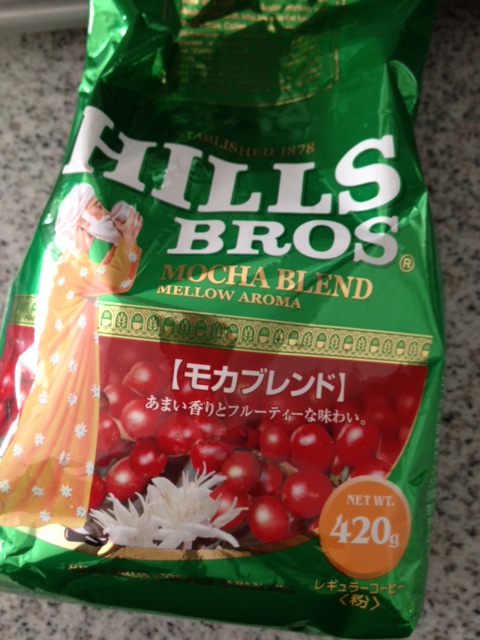 ESTABLISHED 1878
HILLS
BROS®
MOCHA BLEND
MELLOW AROMA
【モカブレンド】
あまい香りとフルーティーな味わい。
NET WT.
420g
レギュラーコーヒー
〈粉〉